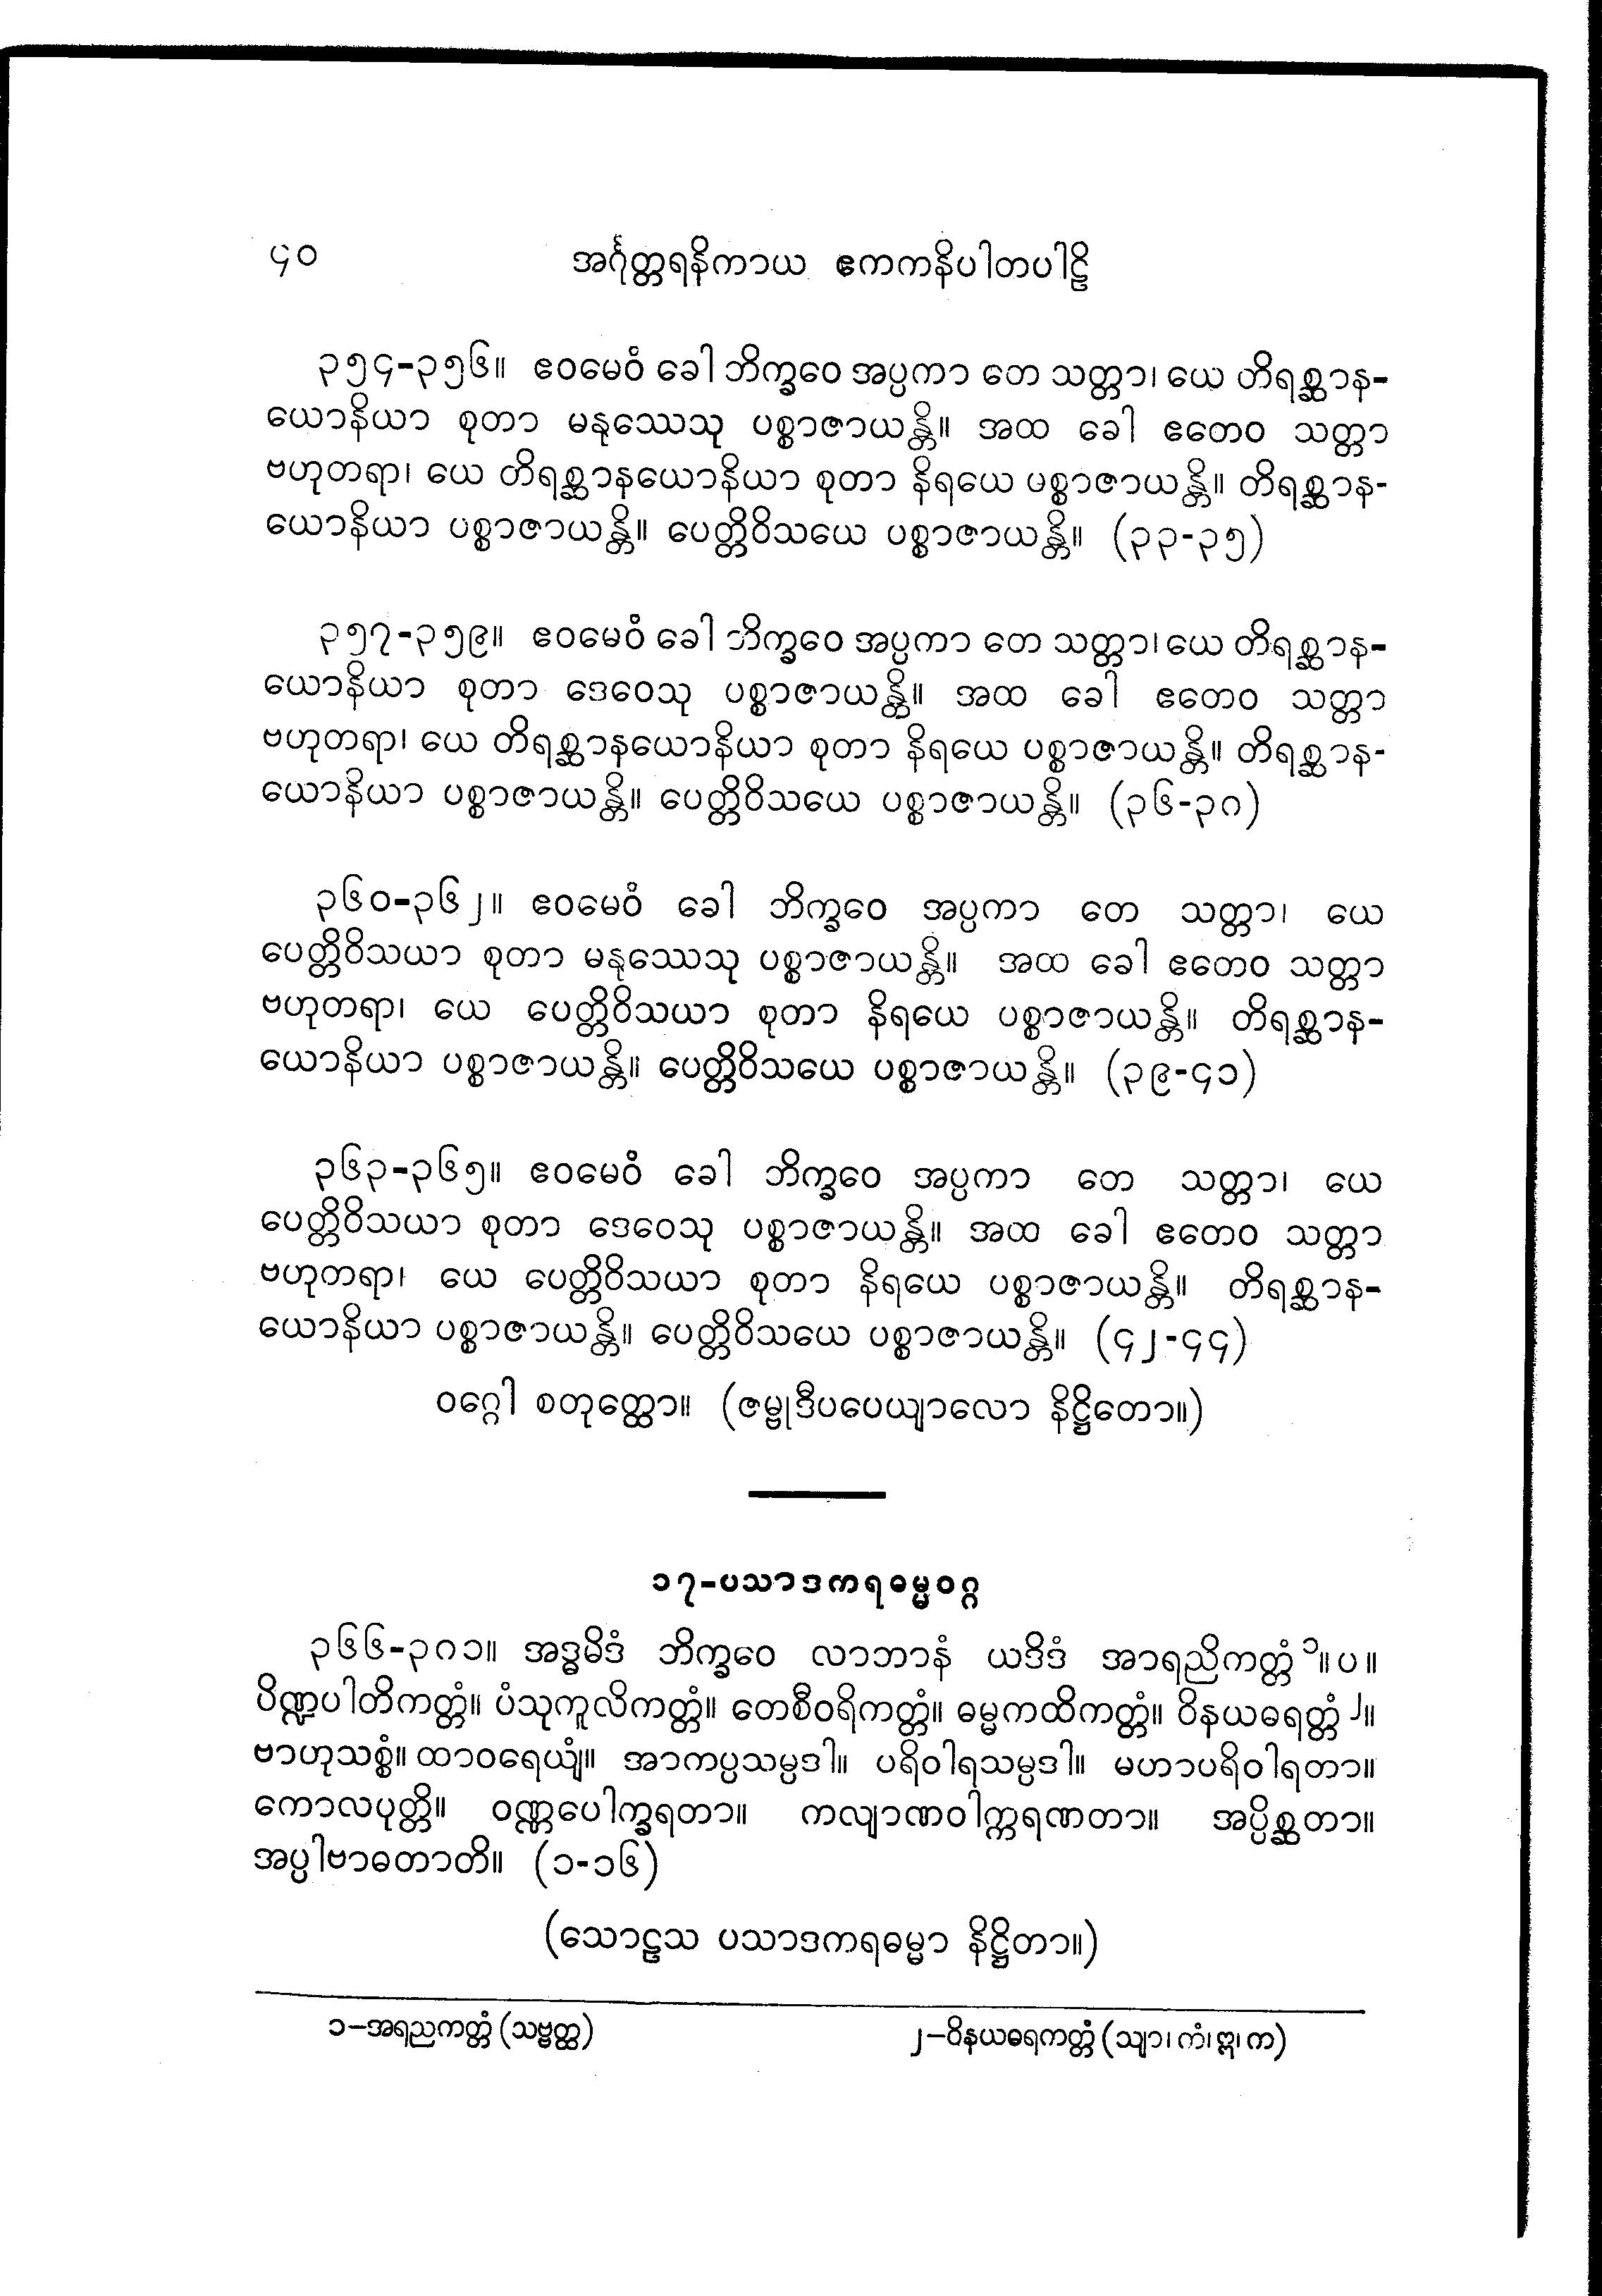 ၄၀ အင်္ဂုတ္တရနိကာယ ဧကကနိပါတပါဠိ
၃၅၄-၃၅၆။ ဧဝမေဝံ ခေါ ဘိက္ခဝေ အပ္ပကာ တေ သတ္တာ၊ ယေ တိရစ္ဆာန-
ယောနိယာ စုတာ မနုဿေသု ပစ္စာဇာယန္တိ။ အထ ခေါ ဧတေဝ သတ္တာ
ဗဟုတရာ၊ ယေ တိရစ္ဆာနယောနိယာ စုတာ နိရယေ ပစ္စာဇာယန္တိ။ တိရစ္ဆာန-
ယောနိယာ ပစ္စာဇာယန္တိ။ ပေတ္တိဝိသယေ ပစ္စာဇာယန္တိ။ (၃၃-၃၅)
၃၅၇-၃၅၉။ ဧဝမေဝံ ခေါ ဘိက္ခဝေ အပ္ပကာ တေ သတ္တာ၊ ယေ တိရစ္ဆာန-
ယောနိယာ စုတာ ဒေဝေသု ပစ္စာဇာယန္တိ။ အထ ခေါ ဧတေဝ သတ္တာ
ဗဟုတရာ၊ ယေ တိရစ္ဆာနယောနိယာ စုတာ နိရယေ ပစ္စာဇာယန္တိ။ တိရစ္ဆာန-
ယောနိယာ ပစ္စာဇာယန္တိ။ ပေတ္တိဝိသယေ ပစ္စာဇာယန္တိ။ (၃၆-၃၈)
၃၆၀-၃၆၂။ ဧဝမေဝံ ခေါ ဘိက္ခဝေ အပ္ပကာ တေ သတ္တာ၊ ယေ
ပေတ္တိဝိသယာ စုတာ မနုဿေသု ပစ္စာဇာယန္တိ။ အထ ခေါ ဧတေဝ သတ္တာ
ဗဟုတရာ၊ ယေ ပေတ္တိဝိသယာ စုတာ နိရယေ ပစ္စာဇာယန္တိ။ တိရစ္ဆာန-
ယောနိယာ ပစ္စာဇာယန္တိ။ ပေတ္တိဝိသယေ ပစ္စာဇာယန္တိ။ (၃၉-၄၁)
၃၆၃-၃၆၅။ ဧဝမေဝံ ခေါ ဘိက္ခဝေ အပ္ပကာ တေ သတ္တာ၊ ယေ
ပေတ္တိဝိသယာ စုတာ ဒေဝေသု ပစ္စာဇာယန္တိ။ အထ ခေါ ဧတေဝ သတ္တာ
ဗဟုတရာ၊ ယေ ပေတ္တိဝိသယာ စုတာ နိရယေ ပစ္စာဇာယန္တိ။ တိရစ္ဆာန-
ယောနိယာ ပစ္စာဇာယန္တိ။ ပေတ္တိဝိသယေ ပစ္စာဇာယန္တိ။ (၄၂-၄၄)
ဝဂ္ဂေါ စတုတ္ထော။ (ဇမ္ဗုဒီပပေယျာလော နိဋ္ဌိတော။)
၁၇-ပသာဒကရဓမ္မဝဂ္ဂ
၃၆၆-၃၈၁။ အဒ္ဓမိဒံ ဘိက္ခဝေ လာဘာနံ ယဒိဒံ အာရညိကတ္တံ ၁။ပ။
ပိဏ္ဍပါတိကတ္တံ။ ပံသုကူလိကတ္တံ။ တေစီဝရိကတ္တံ။ ဓမ္မကထိကတ္တံ။ ဝိနယဓရတ္တံ ၂။
ဗာဟုသစ္စံ။ ထာဝရေယျံ။ အာကပ္ပသမ္ပဒါ။ ပရိဝါရသမ္ပဒါ။ မဟာပရိဝါရတာ။
ကောလပုတ္တိ။ ဝဏ္ဏပေါက္ခရတာ။ ကလျာဏဝါက္ကရဏတာ။ အပ္ပိစ္ဆတာ။
အပ္ပါဗာဓတာတိ။ (၁-၁၆)
(သောဠသ ပသာဒကရဓမ္မာ နိဋ္ဌိတာ။)
၁—အရညကတ္တံ (သဗ္ဗတ္ထ) ၂—ဝိနယဓရကတ္တံ (သျာ၊ ကံ၊ ဣ၊ က)